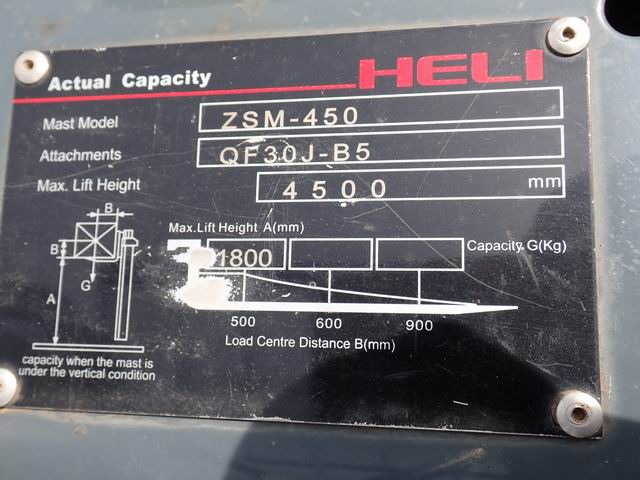 Actual Capacity HELI
Mast Model ZSM-450
Attachments QF30J-B5
Max. Lift Height 4500 mm
B
B
G
A
Max.Lift Height A(mm)
1800 Capacity G(Kg)
500 600 900
Load Centre Distance B(mm)
capacity when the mast is
under the vertical condition